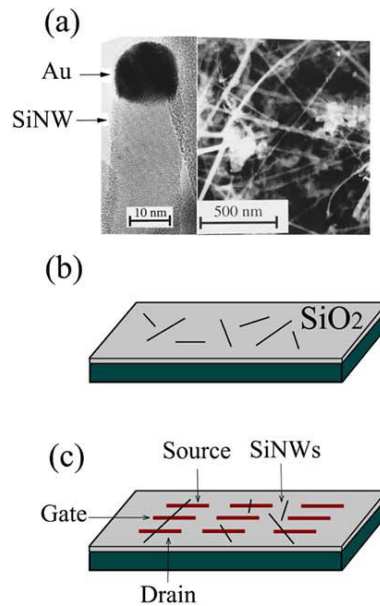 (a)
Au
SiNW
10 nm
500 nm
(b)
SiO2
(c)
Source
SiNWs
Gate
Drain